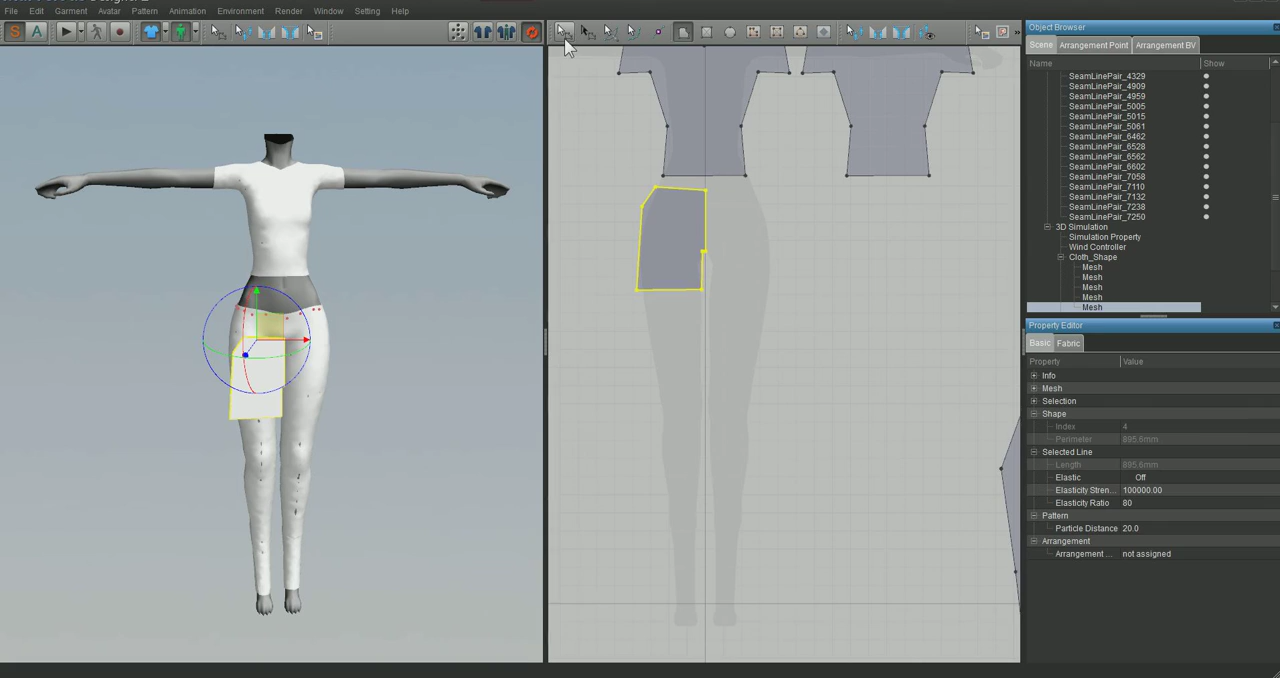 File Edit Garment Avatar Pattern Animation Environment Render Window Setting Help
S A
Object Browser
Scene Arrangement Point Arrangement BV
Name Show
SeamLinePair_4329
SeamLinePair_4909
SeamLinePair_4959
SeamLinePair_5005
SeamLinePair_5015
SeamLinePair_5061
SeamLinePair_6462
SeamLinePair_6528
SeamLinePair_6562
SeamLinePair_6602
SeamLinePair_7058
SeamLinePair_7110
SeamLinePair_7132
SeamLinePair_7238
SeamLinePair_7250
3D Simulation
Simulation Property
Wind Controller
Cloth_Shape
Mesh
Mesh
Mesh
Mesh
Mesh
Property Editor
Basic Fabric
Property Value
Info
Mesh
Selection
Shape
Index 4
Perimeter 895.6mm
Selected Line
Length 895.6mm
Elastic Off
Elasticity Stren... 100000.00
Elasticity Ratio 80
Pattern
Particle Distance 20.0
Arrangement
Arrangement ... not assigned